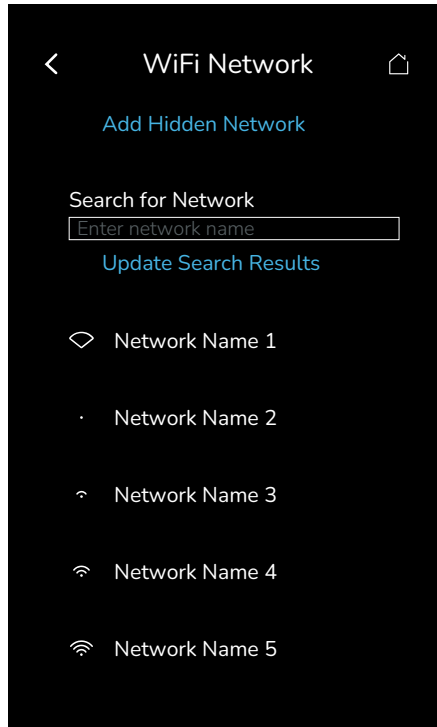 WiFi Network
Add Hidden Network
Search for Network
Enter network name
Update Search Results
Network Name 1
Network Name 2
Network Name 3
Network Name 4
Network Name 5